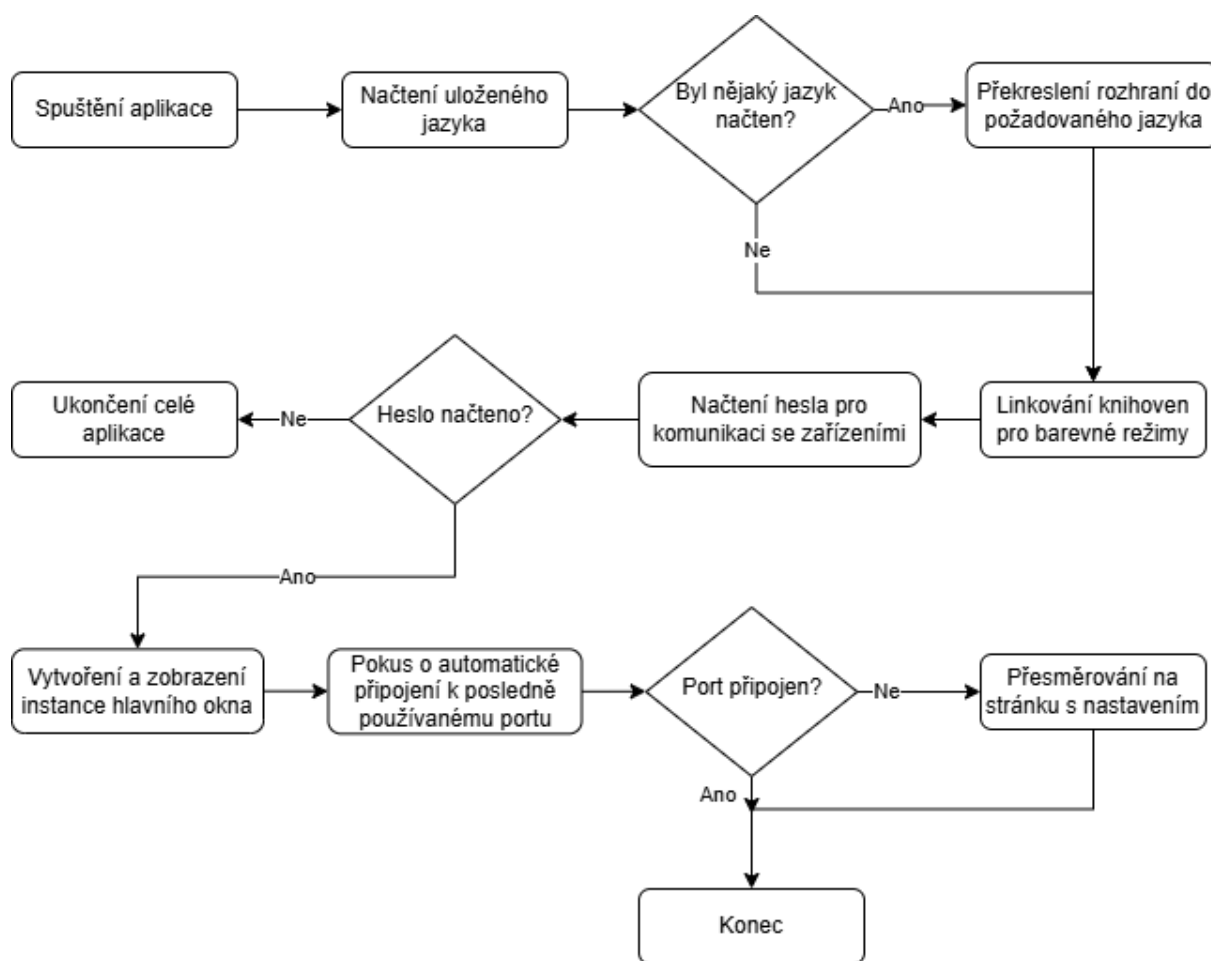 Spuštění aplikace
Načtení uloženého
jazyka
Byl nějaký jazyk
načten?
Ano
Překreslení rozhraní do
požadovaného jazyka
Ne
Linkování knihoven
pro barevné režimy
Načtení hesla pro
komunikaci se zařízeními
Heslo načteno?
Ne
Ukončení celé
aplikace
Ano
Vytvoření a zobrazení
instance hlavního okna
Pokus o automatické
připojení k posledně
používanému portu
Port připojen?
Ne
Přesměrování na
stránku s nastavením
Ano
Konec